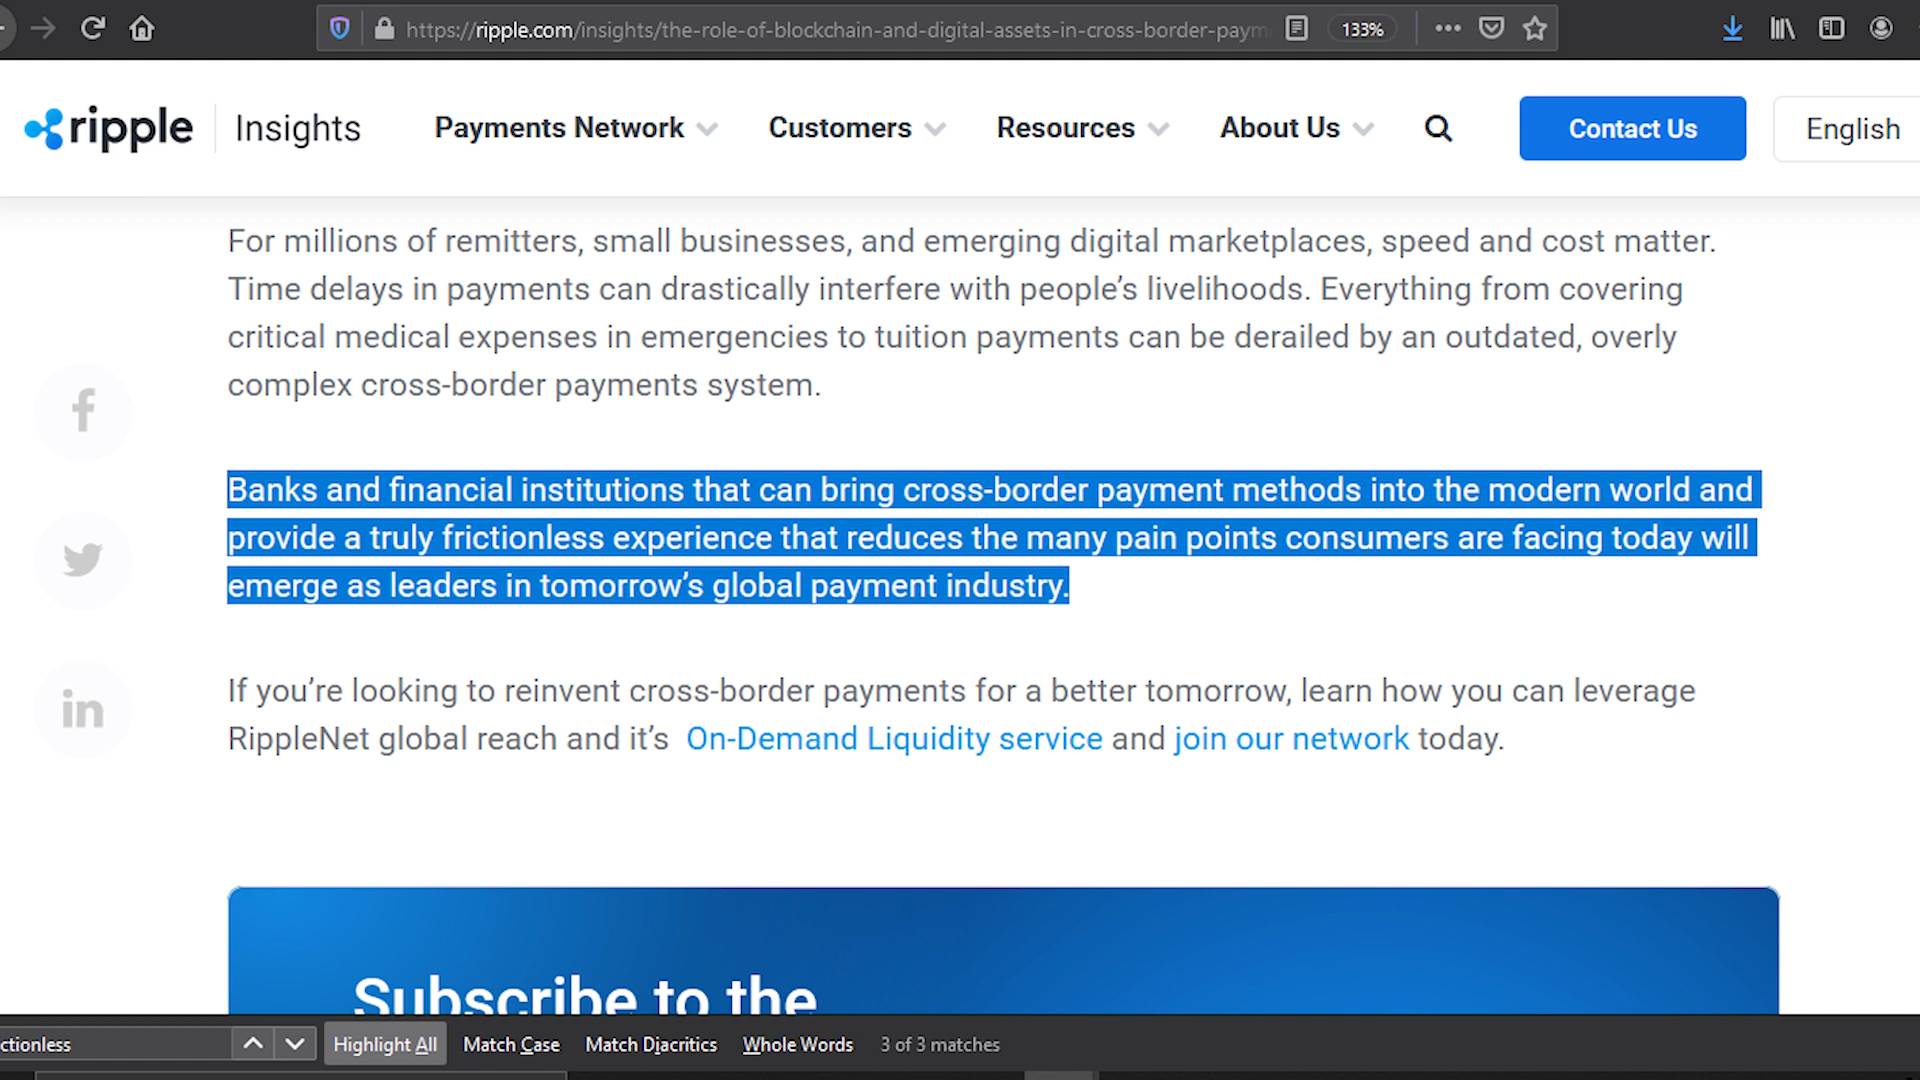 https://ripple.com/insights/the-role-of-blockchain-and-digital-assets-in-cross-border-paym
133%
ripple
Insights
Payments Network
Customers
Resources
About Us
Contact Us
English
For millions of remitters, small businesses, and emerging digital marketplaces, speed and cost matter.
Time delays in payments can drastically interfere with people’s livelihoods. Everything from covering
critical medical expenses in emergencies to tuition payments can be derailed by an outdated, overly
complex cross-border payments system.
Banks and financial institutions that can bring cross-border payment methods into the modern world and
provide a truly frictionless experience that reduces the many pain points consumers are facing today will
emerge as leaders in tomorrow’s global payment industry.
If you’re looking to reinvent cross-border payments for a better tomorrow, learn how you can leverage
RippleNet global reach and it’s On-Demand Liquidity service and join our network today.
Subscribe to the
ctionless
Highlight All
Match Case
Match Diacritics
Whole Words
3 of 3 matches